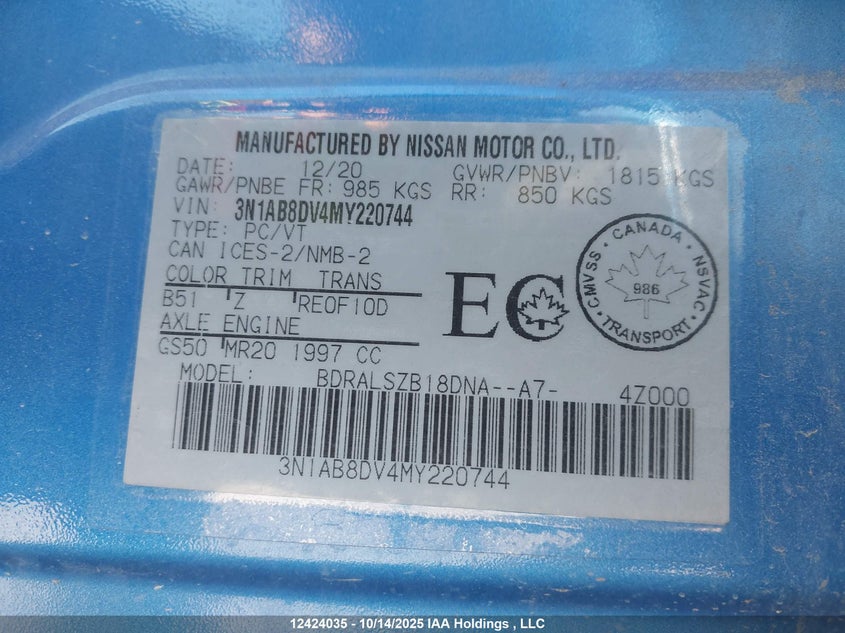 MANUFACTURED BY NISSAN MOTOR CO., LTD.
DATE: 12/20 GVWR/PNBV: 1815 KGS
GAWR/PNBE FR: 985 KGS RR: 850 KGS
VIN: 3N1AB8DV4MY220744
TYPE: PC/VT
CAN ICES-2/NMB-2
COLOR TRIM TRANS
B51 Z RE0F10D
AXLE ENGINE
GS50 MR20 1997 CC
EC
CANADA
CMVSS NSVAC
986
TRANSPORT
MODEL: BDRALSZB18DNA--A7- 4Z000
3N1AB8DV4MY220744
12424035 - 10/14/2025 IAA Holdings , LLC